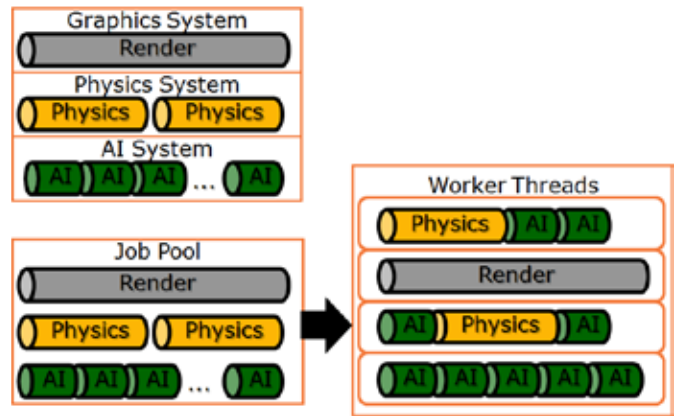 Graphics System
Render
Physics System
Physics Physics
AI System
AI AI AI ... AI
Job Pool
Render
Physics Physics
AI AI AI ... AI
Worker Threads
Physics AI AI
Render
AI Physics AI
AI AI AI AI AI